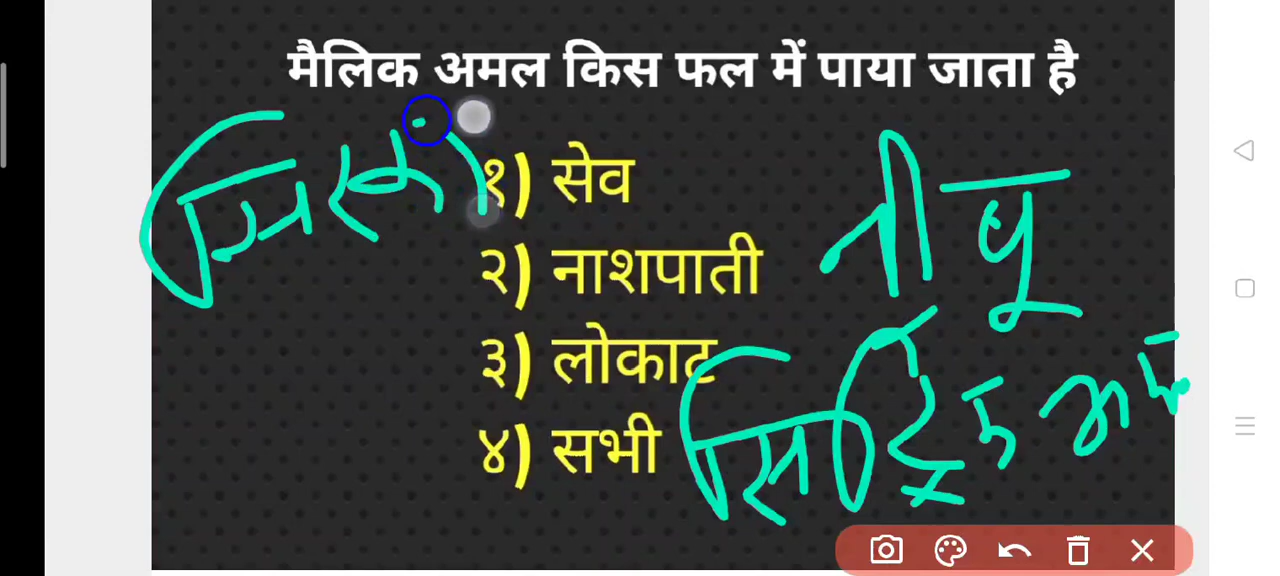 मैलिक अमल किस फल में पाया जाता है
१) सेव
२) नाशपाती
३) लोकाट
४) सभी
नीबू